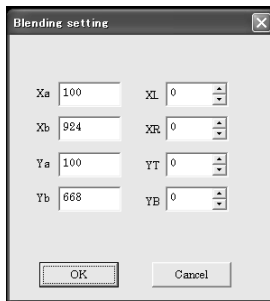 Blending setting
Xa 100 XL 0
Xb 924 XR 0
Ya 100 YT 0
Yb 668 YB 0
OK Cancel